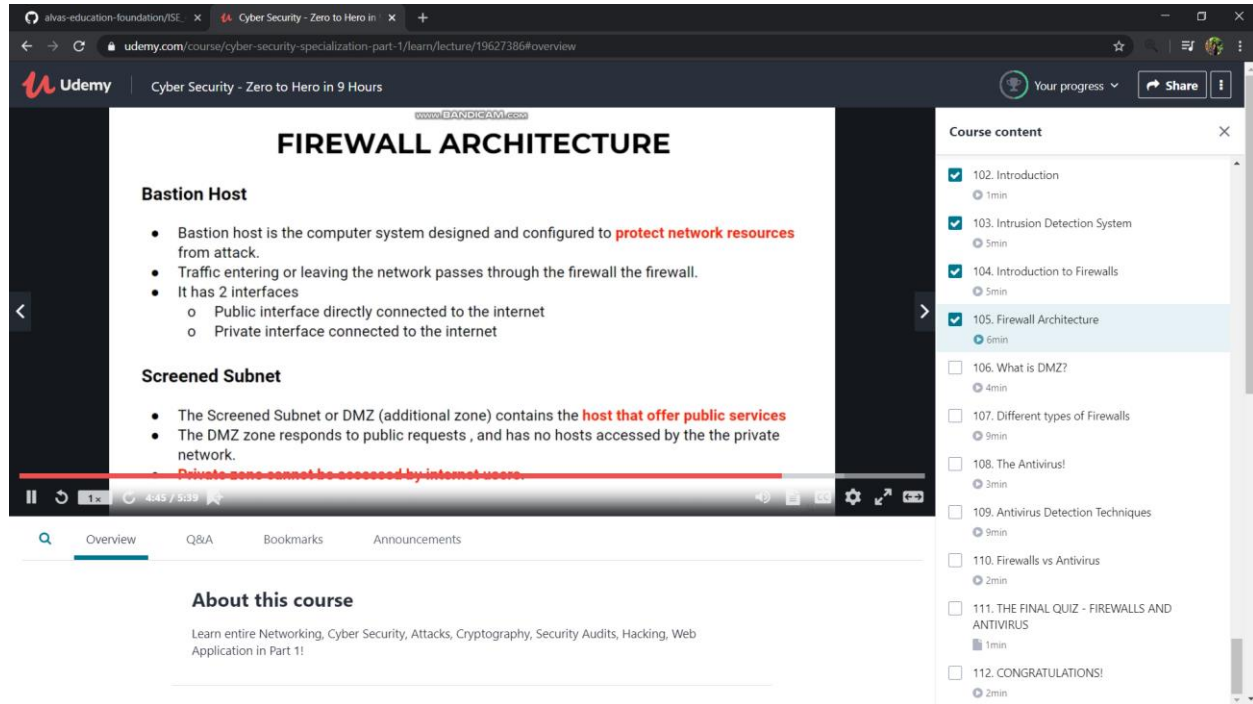 alvas-education-foundation/ISE_
Cyber Security - Zero to Hero in
udemy.com/course/cyber-security-specialization-part-1/learn/lecture/19627386#overview
Udemy
Cyber Security - Zero to Hero in 9 Hours
Your progress
Share
www.BANDICAM.com
FIREWALL ARCHITECTURE
Bastion Host
● Bastion host is the computer system designed and configured to protect network resources
from attack.
● Traffic entering or leaving the network passes through the firewall the firewall.
● It has 2 interfaces
o Public interface directly connected to the internet
o Private interface connected to the internet
Screened Subnet
● The Screened Subnet or DMZ (additional zone) contains the host that offer public services
● The DMZ zone responds to public requests , and has no hosts accessed by the the private
network.
● Private zone cannot be accessed by internet users.
1x
4:45 / 5:39
CC
Course content
102. Introduction
1min
103. Intrusion Detection System
5min
104. Introduction to Firewalls
5min
105. Firewall Architecture
6min
106. What is DMZ?
4min
107. Different types of Firewalls
9min
108. The Antivirus!
3min
109. Antivirus Detection Techniques
9min
110. Firewalls vs Antivirus
2min
111. THE FINAL QUIZ - FIREWALLS AND
ANTIVIRUS
1min
112. CONGRATULATIONS!
2min
Overview
Q&A
Bookmarks
Announcements
About this course
Learn entire Networking, Cyber Security, Attacks, Cryptography, Security Audits, Hacking, Web
Application in Part 1!